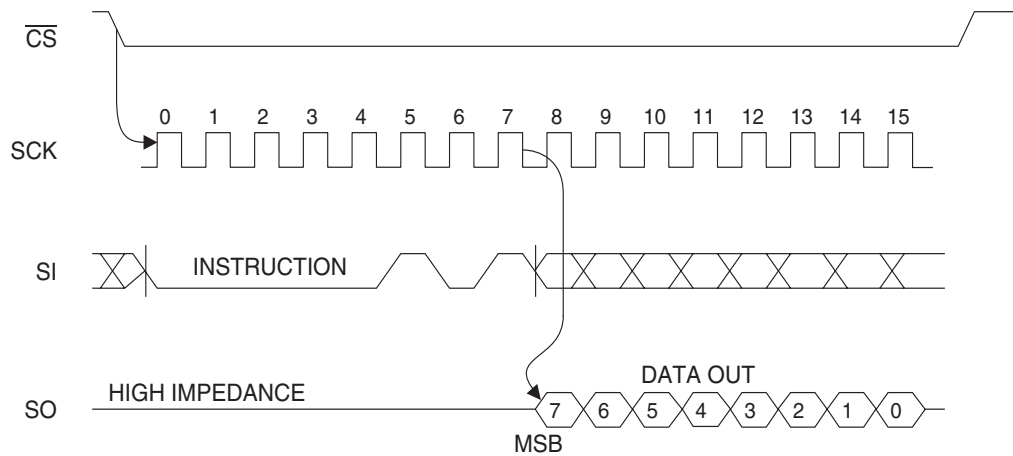 CS
0 1 2 3 4 5 6 7 8 9 10 11 12 13 14 15
SCK
SI
INSTRUCTION
HIGH IMPEDANCE
DATA OUT
SO
7 6 5 4 3 2 1 0
MSB